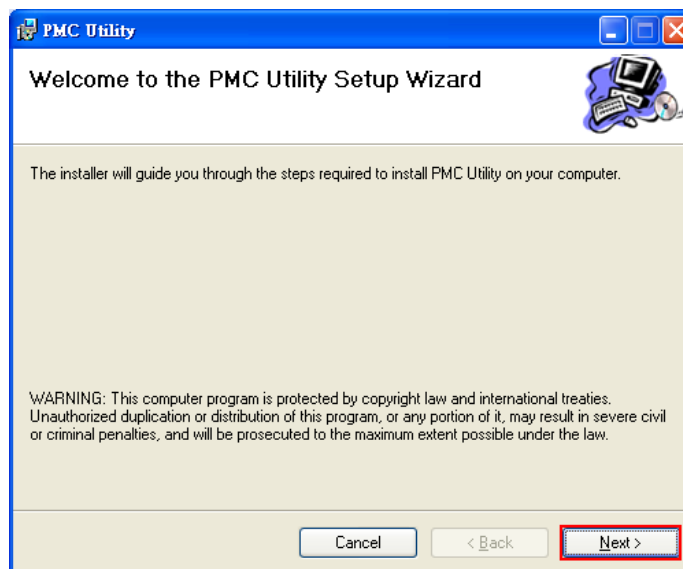 PMC Utility
Welcome to the PMC Utility Setup Wizard
The installer will guide you through the steps required to install PMC Utility on your computer.
WARNING: This computer program is protected by copyright law and international treaties.
Unauthorized duplication or distribution of this program, or any portion of it, may result in severe civil
or criminal penalties, and will be prosecuted to the maximum extent possible under the law.
Cancel < Back Next >